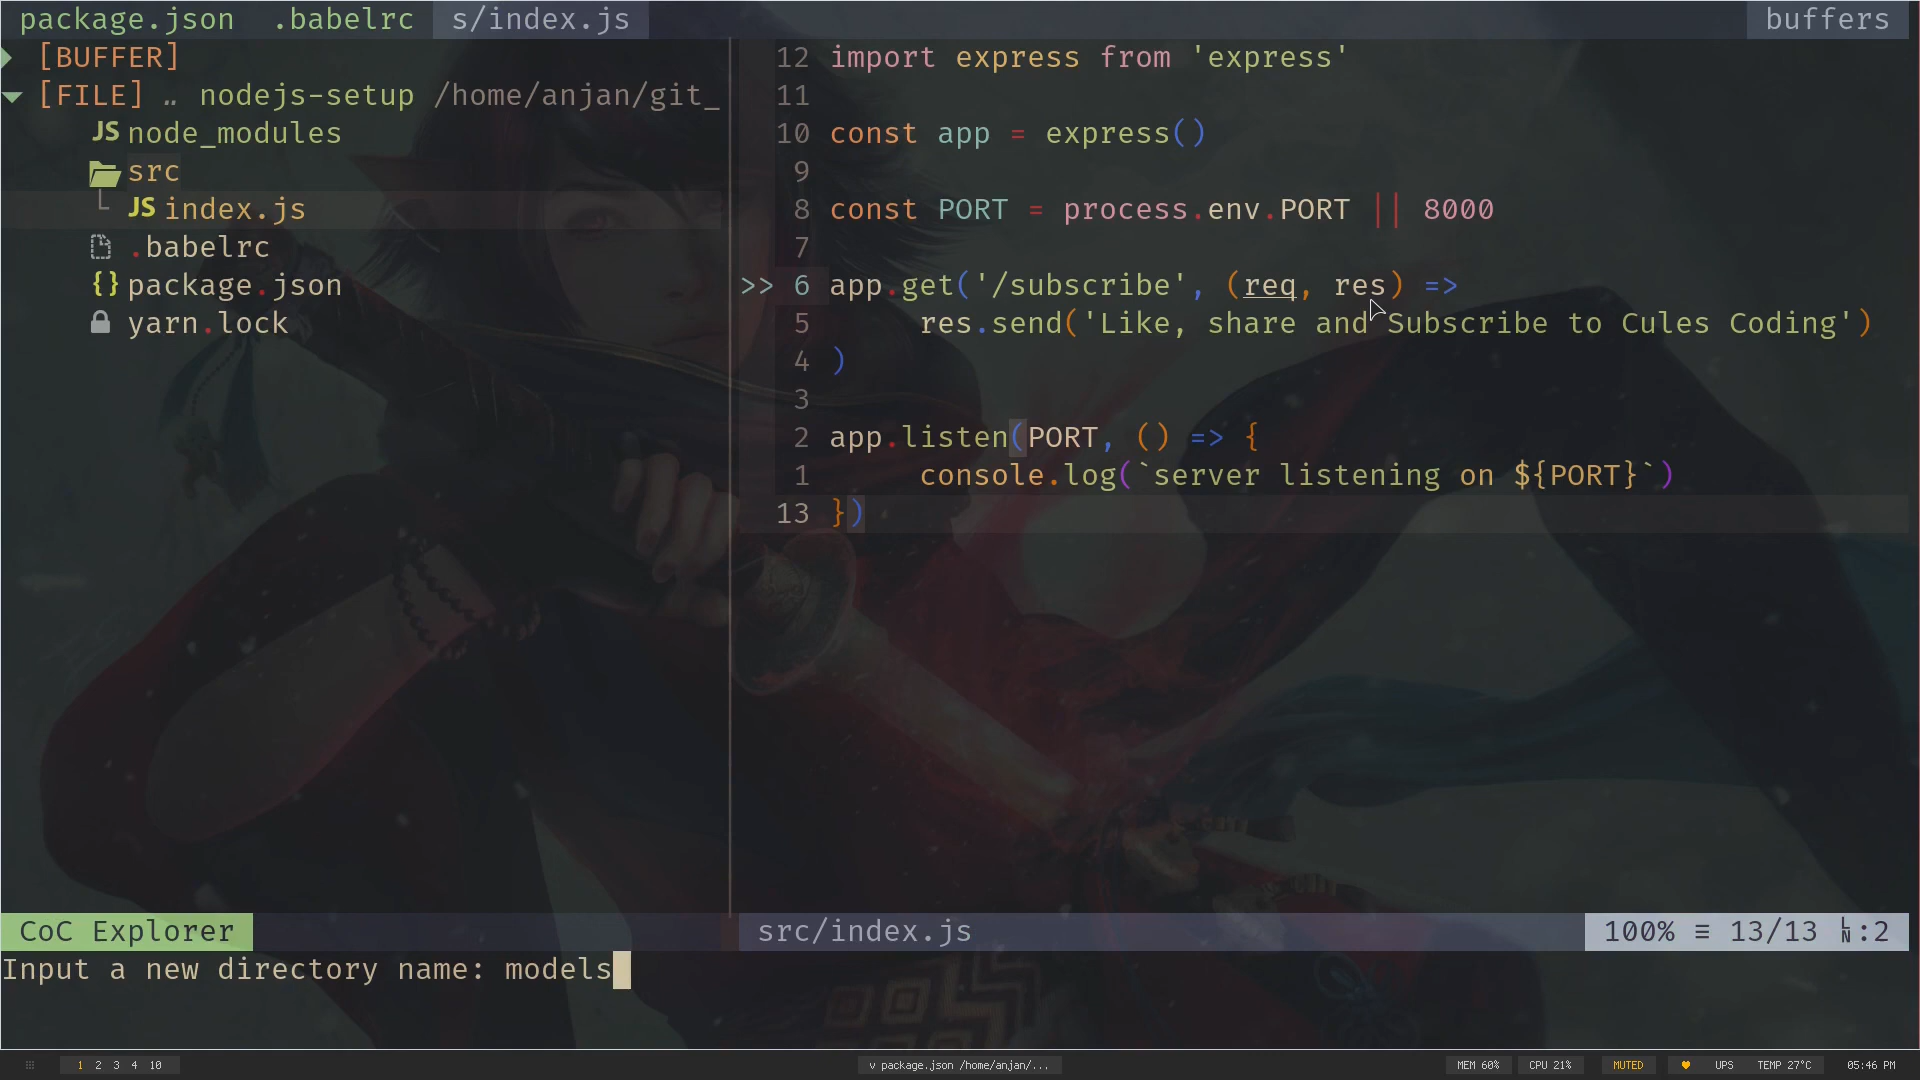 package.json .babelrc s/index.js buffers
[BUFFER]
[FILE] .. nodejs-setup /home/anjan/git_
JS node_modules
src
JS index.js
.babelrc
{} package.json
yarn.lock
12 import express from 'express'
11
10 const app = express()
9
8 const PORT = process.env.PORT || 8000
7
>> 6 app.get('/subscribe', (req, res) =>
5 res.send('Like, share and Subscribe to Cules Coding')
4 )
3
2 app.listen(PORT, () => {
1 console.log(`server listening on ${PORT}`)
13 })
CoC Explorer src/index.js 100% ≡ 13/13 LN:2
Input a new directory name: models
1 2 3 4 10 v package.json /home/anjan/... MEM 60% CPU 21% MUTED UPS TEMP 27°C 05:46 PM